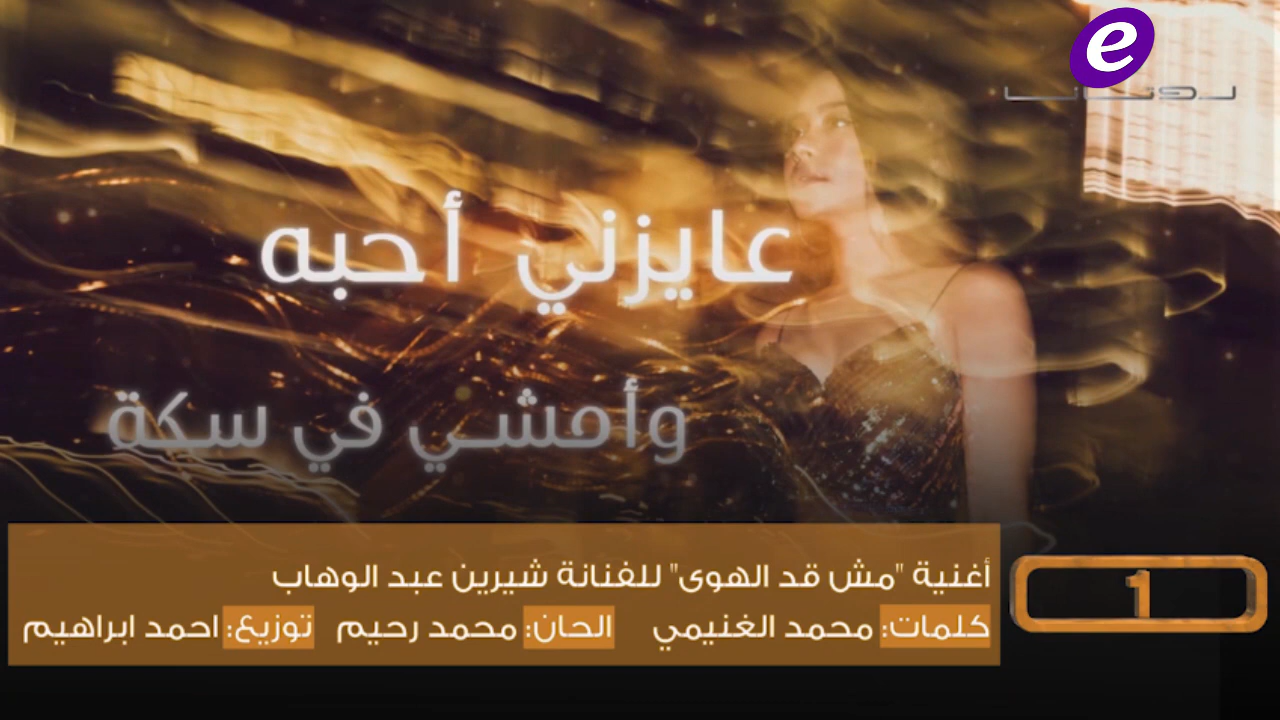 e
عايزني أحبه
وأمشي في سكة
أغنية "مش قد الهوى" للفنانة شيرين عبد الوهاب
كلمات: محمد الغنيمي الحان: محمد رحيم توزيع: احمد ابراهيم
1